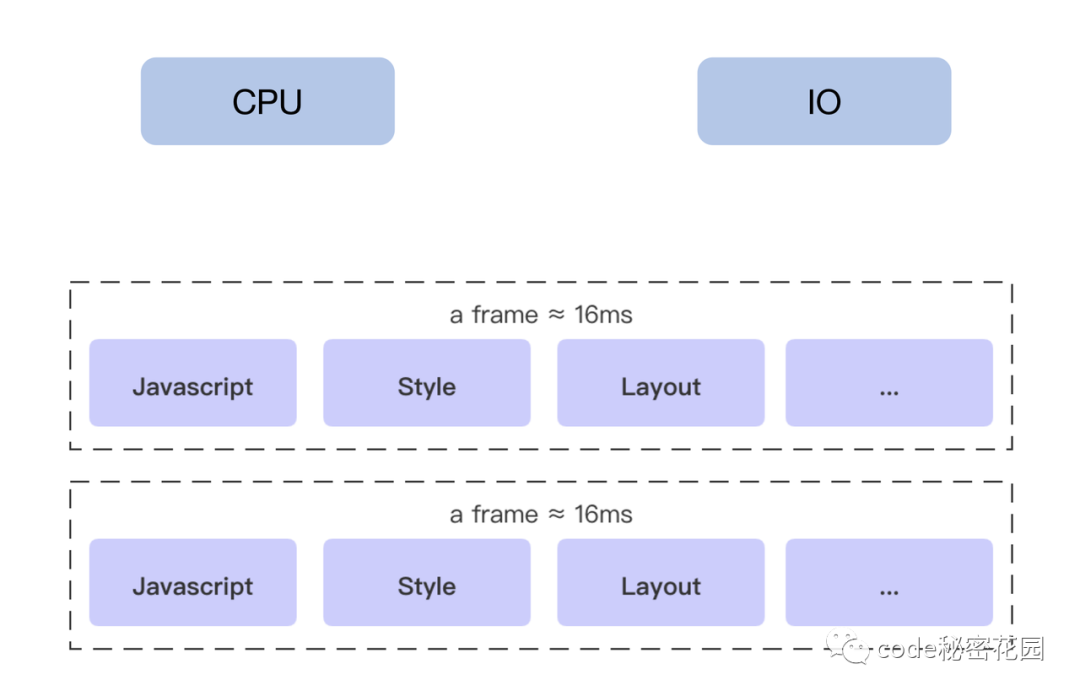 CPU
IO
a frame ≈ 16ms
Javascript
Style
Layout
...
a frame ≈ 16ms
Javascript
Style
Layout
...
code秘密花园